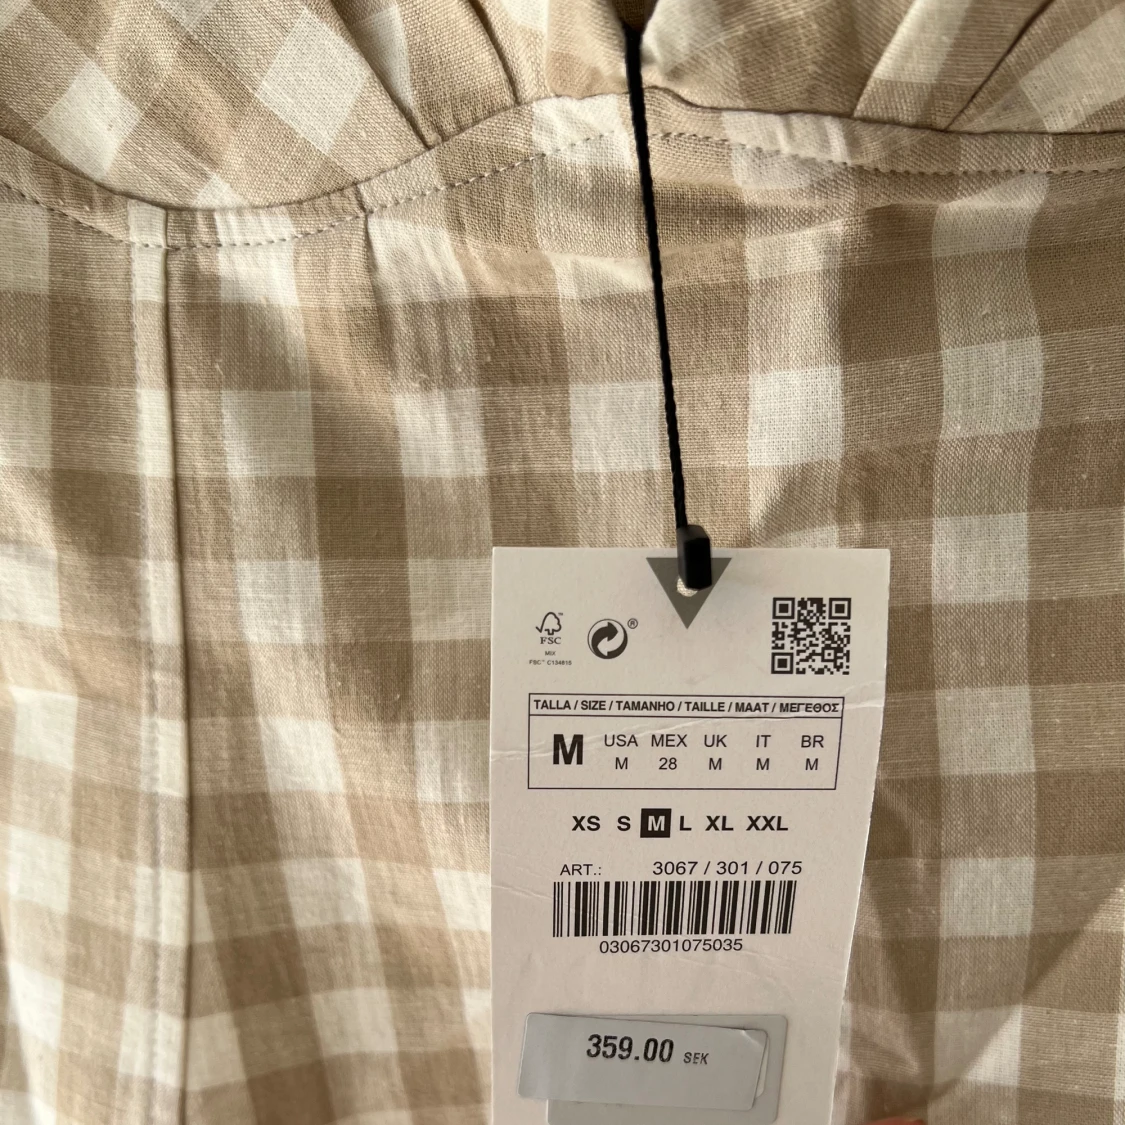 FSC
MIX
FSC™ C134815
®
TALLA / SIZE / TAMANHO / TAILLE / MAAT / ΜΕΓΕΘΟΣ
M USA MEX UK IT BR
M 28 M M M
XS S M L XL XXL
ART.: 3067 / 301 / 075
03067301075035
359.00 SEK